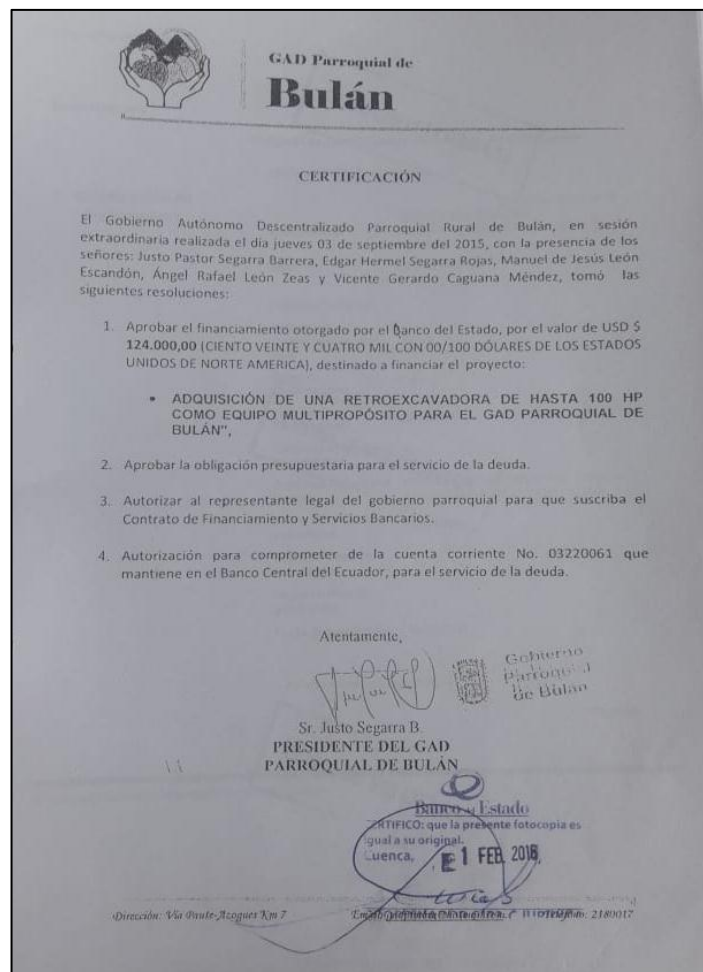 GAD Parroquial de
Bulán
CERTIFICACIÓN
El Gobierno Autónomo Descentralizado Parroquial Rural de Bulán, en sesión
extraordinaria realizada el día jueves 03 de septiembre del 2015, con la presencia de los
señores: Justo Pastor Segarra Barrera, Edgar Hermel Segarra Rojas, Manuel de Jesús León
Escandón, Ángel Rafael León Zeas y Vicente Gerardo Caguana Méndez, tomó las
siguientes resoluciones:
1. Aprobar el financiamiento otorgado por el Banco del Estado, por el valor de USD $
124.000,00 (CIENTO VEINTE Y CUATRO MIL CON 00/100 DÓLARES DE LOS ESTADOS
UNIDOS DE NORTE AMERICA), destinado a financiar el proyecto:
• ADQUISICIÓN DE UNA RETROEXCAVADORA DE HASTA 100 HP
COMO EQUIPO MULTIPROPÓSITO PARA EL GAD PARROQUIAL DE
BULÁN",
2. Aprobar la obligación presupuestaria para el servicio de la deuda.
3. Autorizar al representante legal del gobierno parroquial para que suscriba el
Contrato de Financiamiento y Servicios Bancarios.
4. Autorización para comprometer de la cuenta corriente No. 03220061 que
mantiene en el Banco Central del Ecuador, para el servicio de la deuda.
Atentamente,
Gobierno
Parroquial
de Bulán
Sr. Justo Segarra B.
PRESIDENTE DEL GAD
PARROQUIAL DE BULÁN
Banco del Estado
CERTIFICO: que la presente fotocopia es
igual a su original.
Cuenca, 1 FEB 2016
Dirección: Vía Paute-Azogues Km 7 Teléfono: 2180017